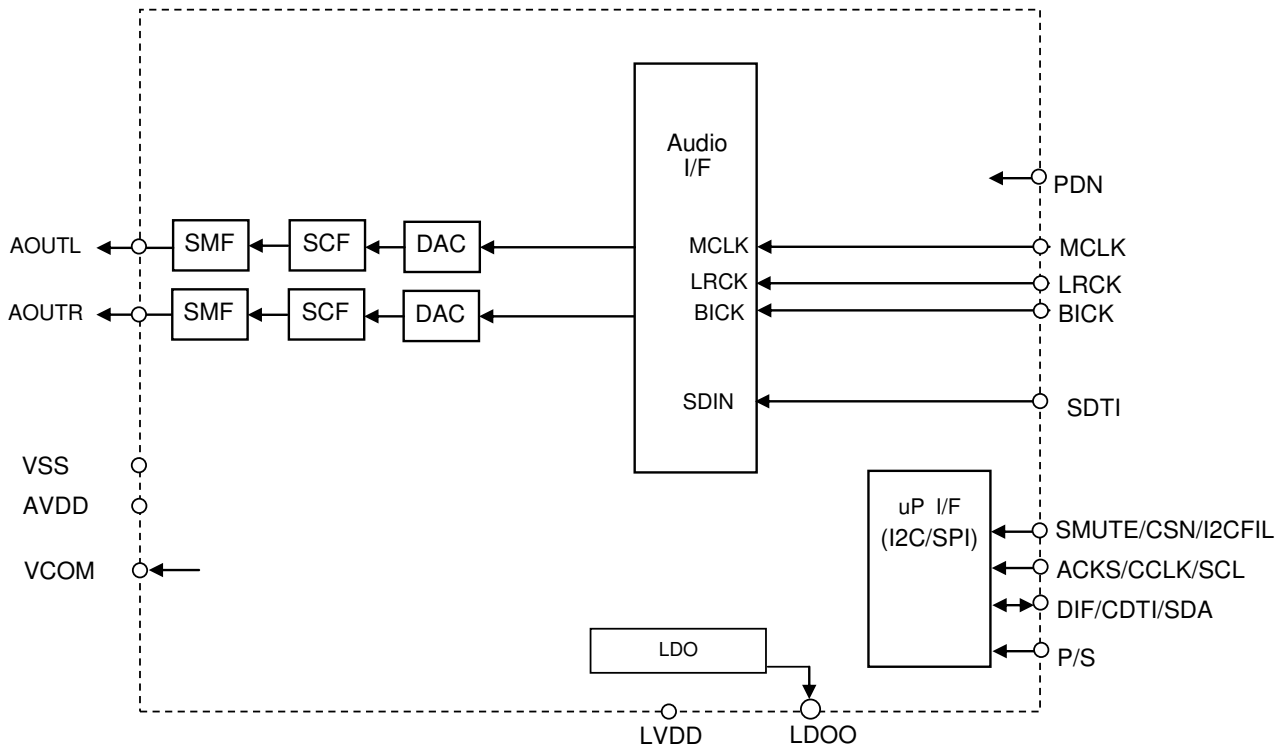 Audio
I/F
PDN
AOUTL
SMF
SCF
DAC
MCLK
MCLK
LRCK
LRCK
AOUTR
SMF
SCF
DAC
BICK
BICK
SDIN
SDTI
VSS
AVDD
VCOM
uP I/F
(I2C/SPI)
SMUTE/CSN/I2CFIL
ACKS/CCLK/SCL
DIF/CDTI/SDA
P/S
LDO
LVDD
LDOO